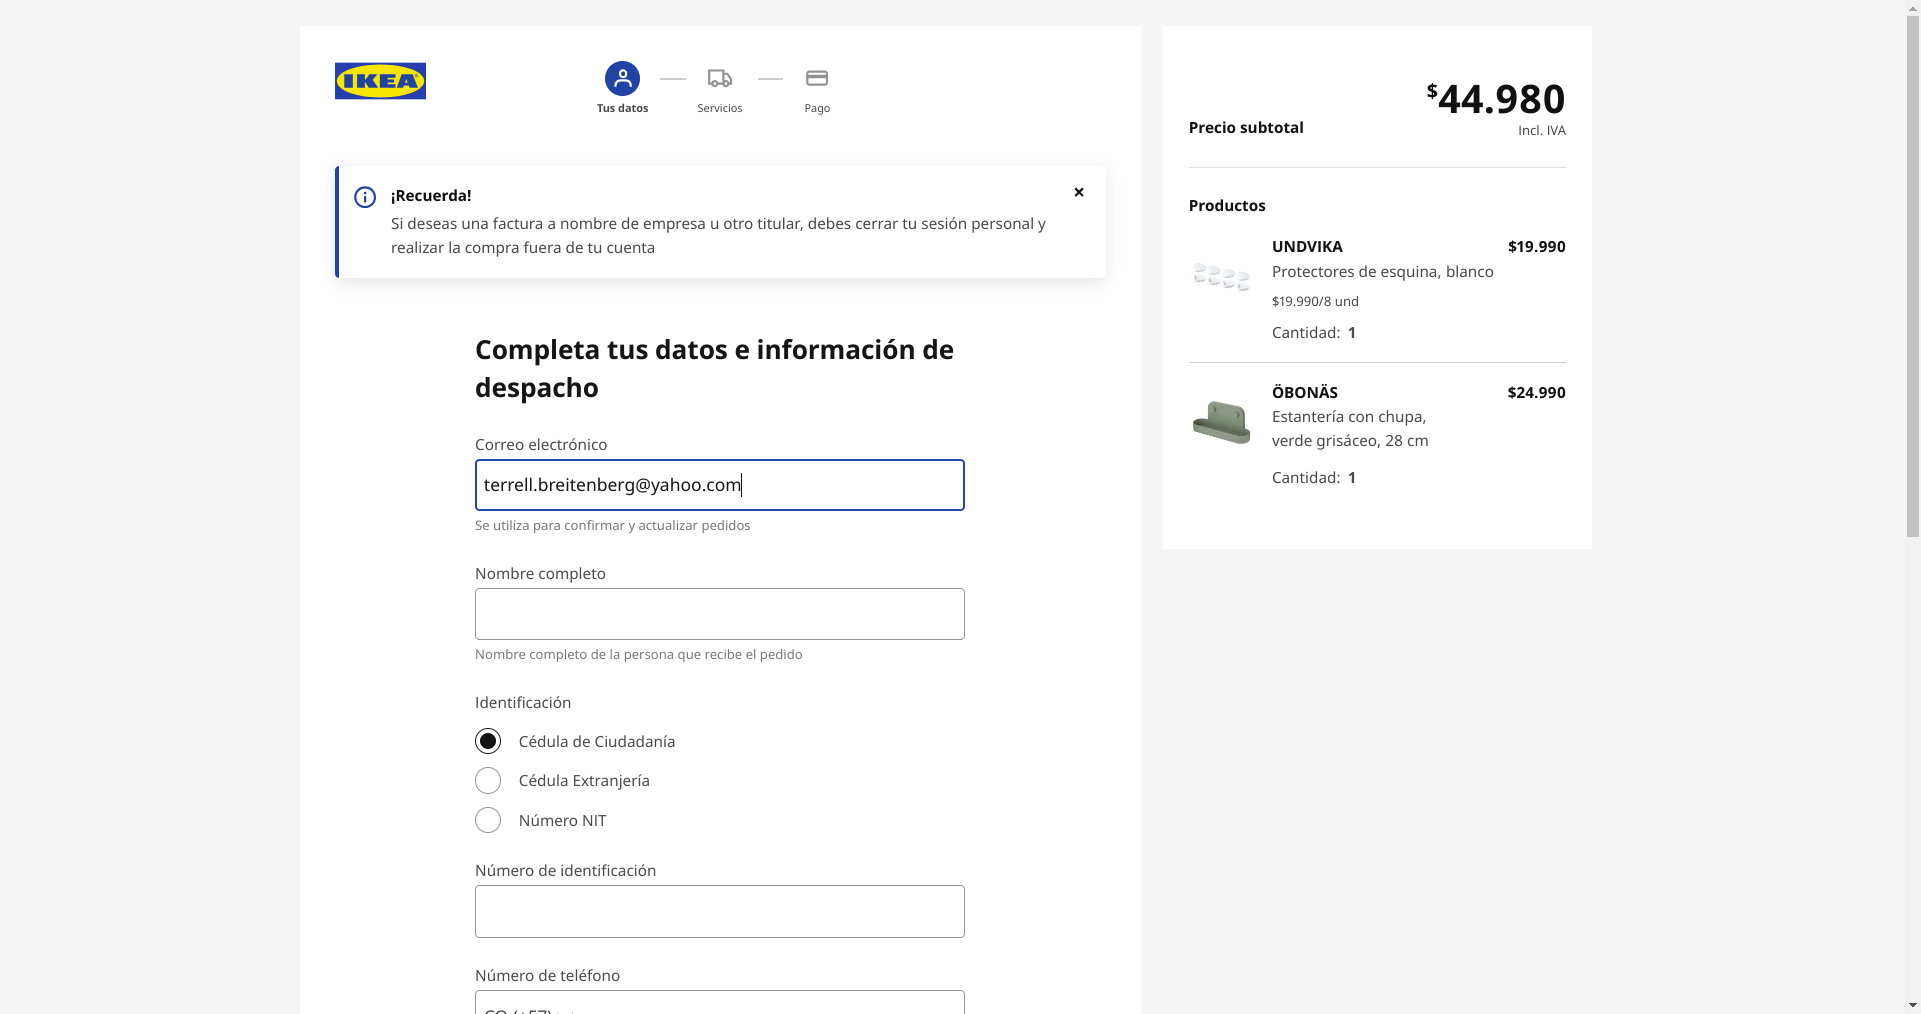 IKEA
Tus datos
Servicios
Pago
¡Recuerda!
Si deseas una factura a nombre de empresa u otro titular, debes cerrar tu sesión personal y
realizar la compra fuera de tu cuenta
Completa tus datos e información de
despacho
Correo electrónico
terrell.breitenberg@yahoo.com
Se utiliza para confirmar y actualizar pedidos
Nombre completo
Nombre completo de la persona que recibe el pedido
Identificación
Cédula de Ciudadanía
Cédula Extranjería
Número NIT
Número de identificación
Número de teléfono
CO (+57)
Precio subtotal
$44.980
Incl. IVA
Productos
UNDVIKA $19.990
Protectores de esquina, blanco
$19.990/8 und
Cantidad: 1
ÖBONÄS $24.990
Estantería con chupa,
verde grisáceo, 28 cm
Cantidad: 1